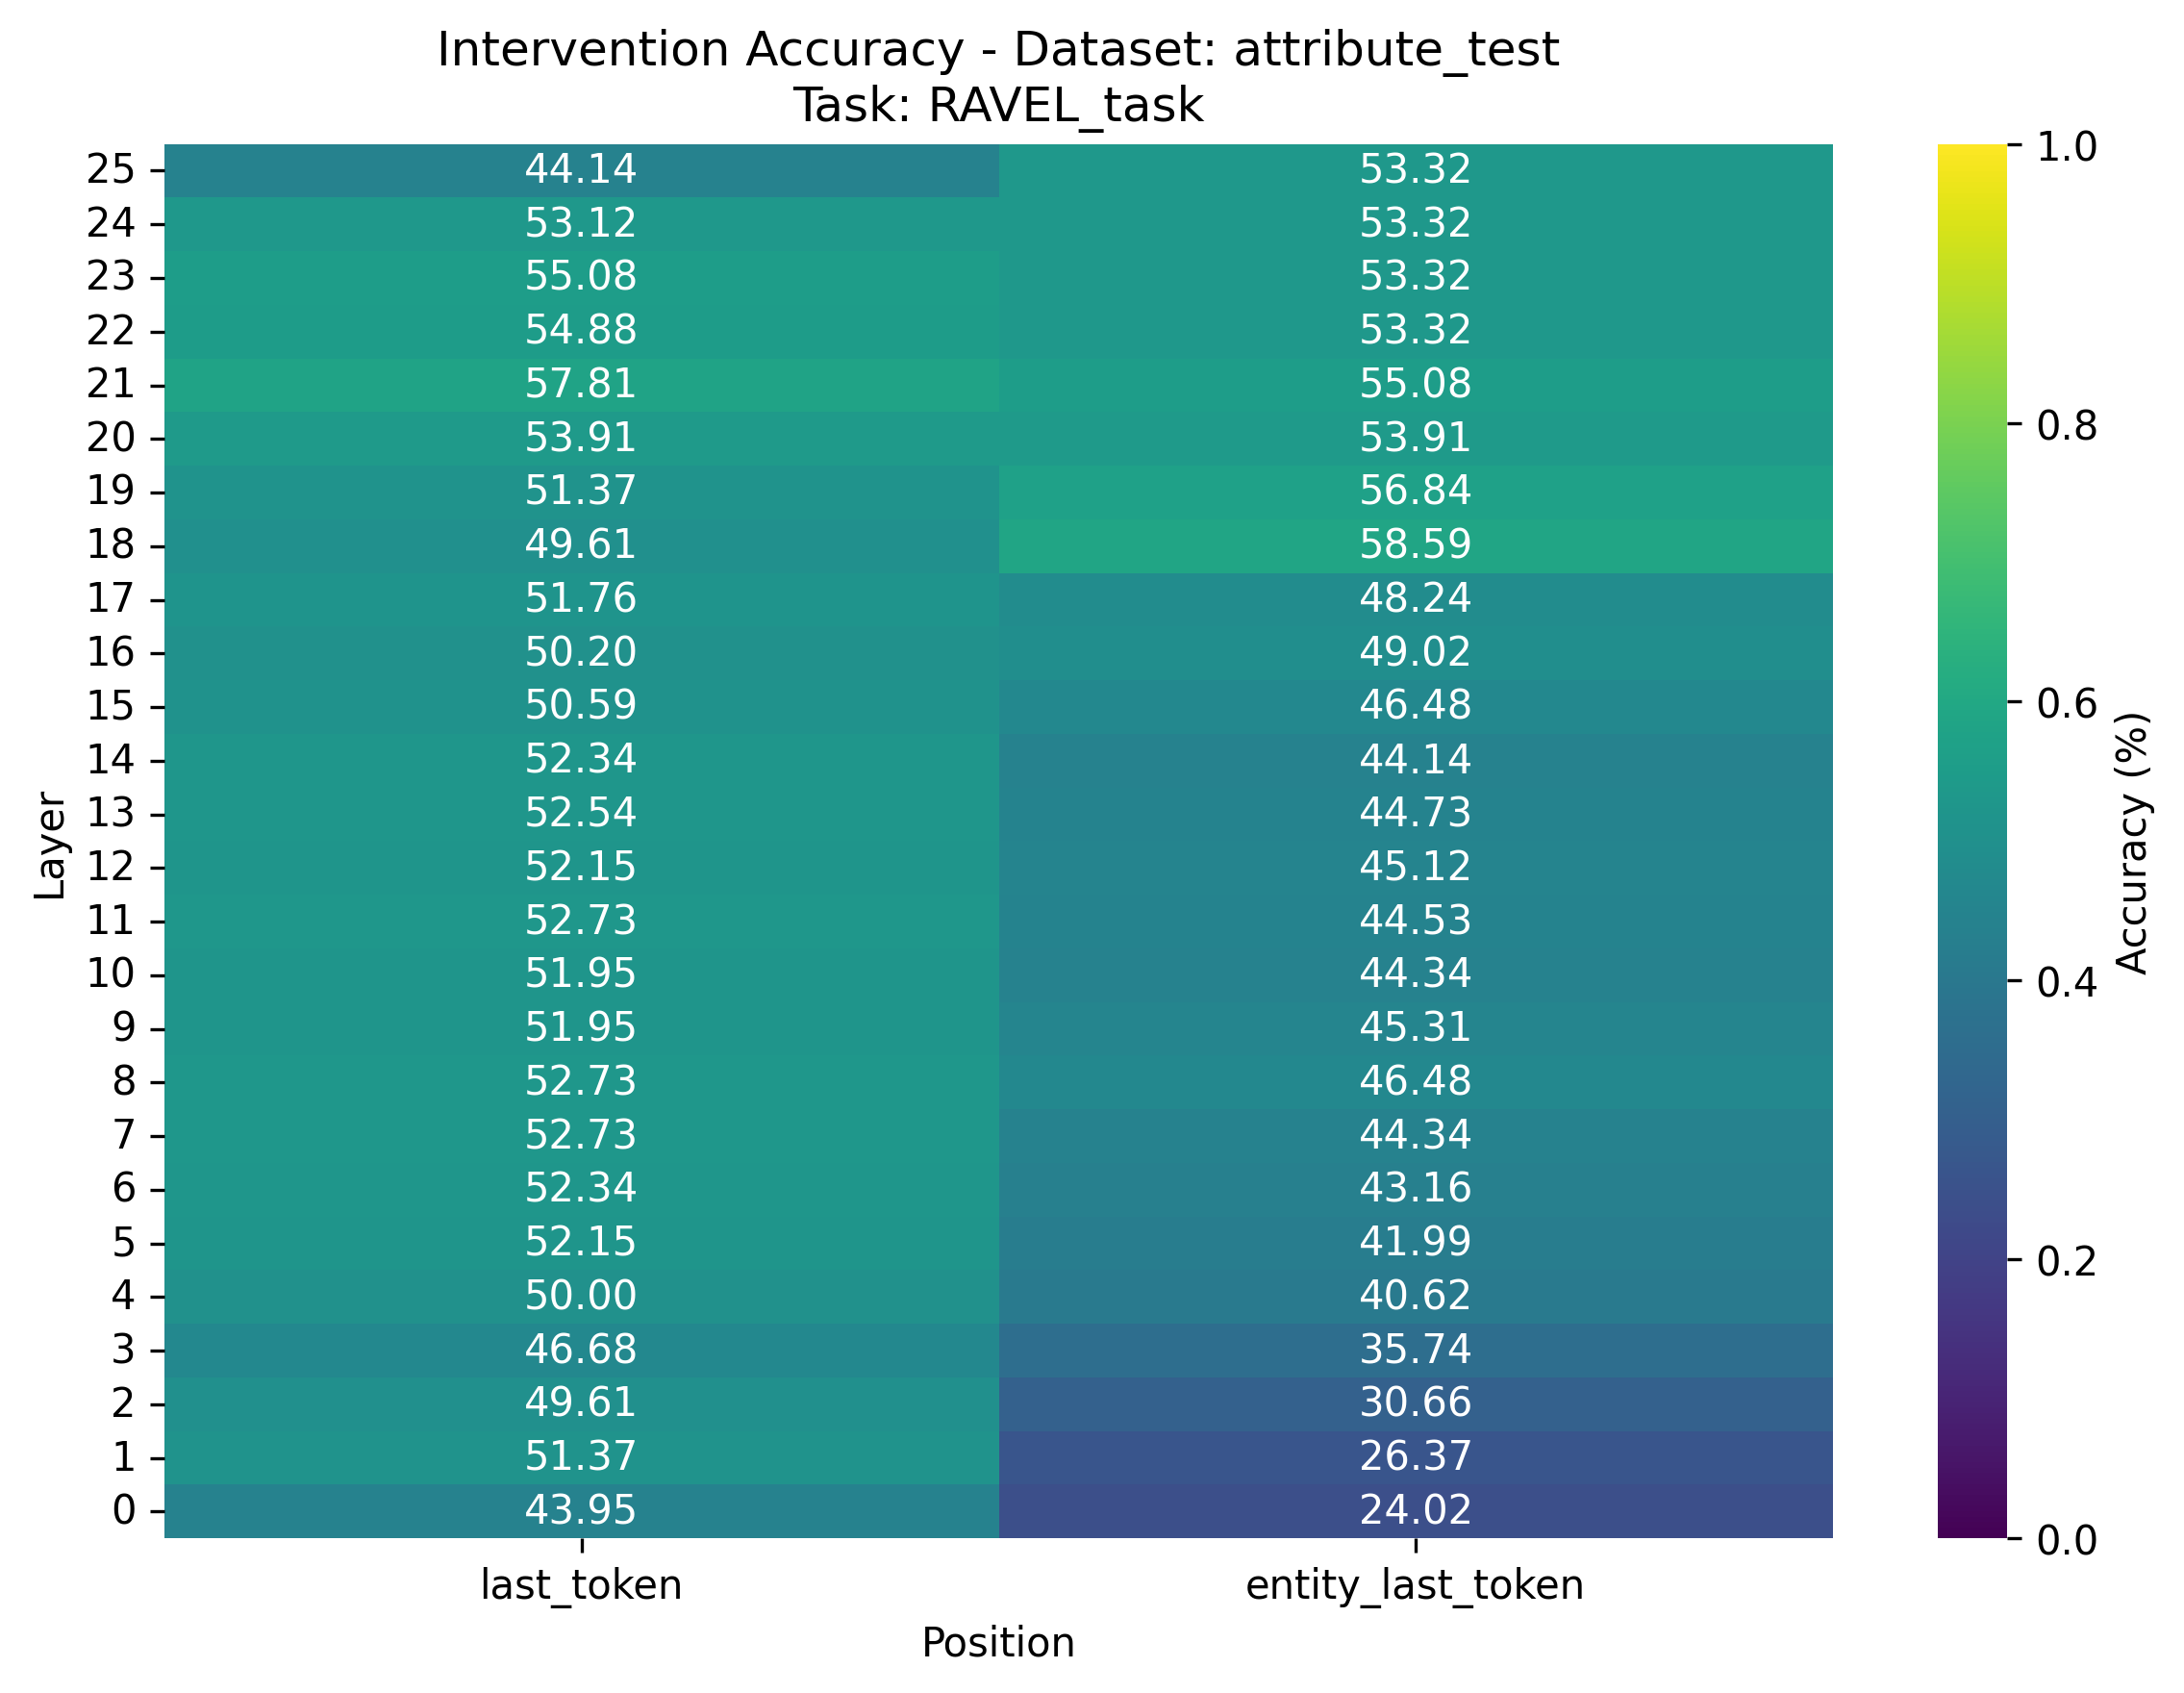 Intervention Accuracy - Dataset: attribute_test
Task: RAVEL_task
25 44.14 53.32
24 53.12 53.32
23 55.08 53.32
22 54.88 53.32
21 57.81 55.08
20 53.91 53.91
19 51.37 56.84
18 49.61 58.59
17 51.76 48.24
16 50.20 49.02
15 50.59 46.48
14 52.34 44.14
13 52.54 44.73
12 52.15 45.12
11 52.73 44.53
10 51.95 44.34
9 51.95 45.31
8 52.73 46.48
7 52.73 44.34
6 52.34 43.16
5 52.15 41.99
4 50.00 40.62
3 46.68 35.74
2 49.61 30.66
1 51.37 26.37
0 43.95 24.02
last_token entity_last_token
Position
Layer
1.0
0.8
0.6
0.4
0.2
0.0
Accuracy (%)